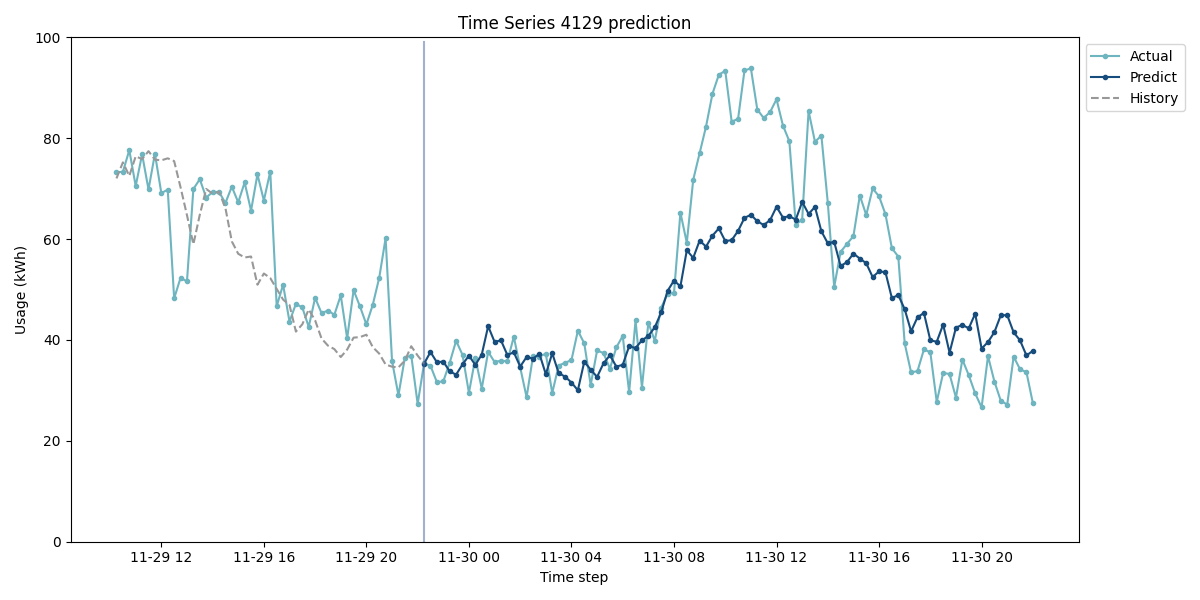 Time Series 4129 prediction
Usage (kWh)
100
80
60
40
20
0
11-29 12
11-29 16
11-29 20
11-30 00
11-30 04
11-30 08
11-30 12
11-30 16
11-30 20
Time step
Actual
Predict
History